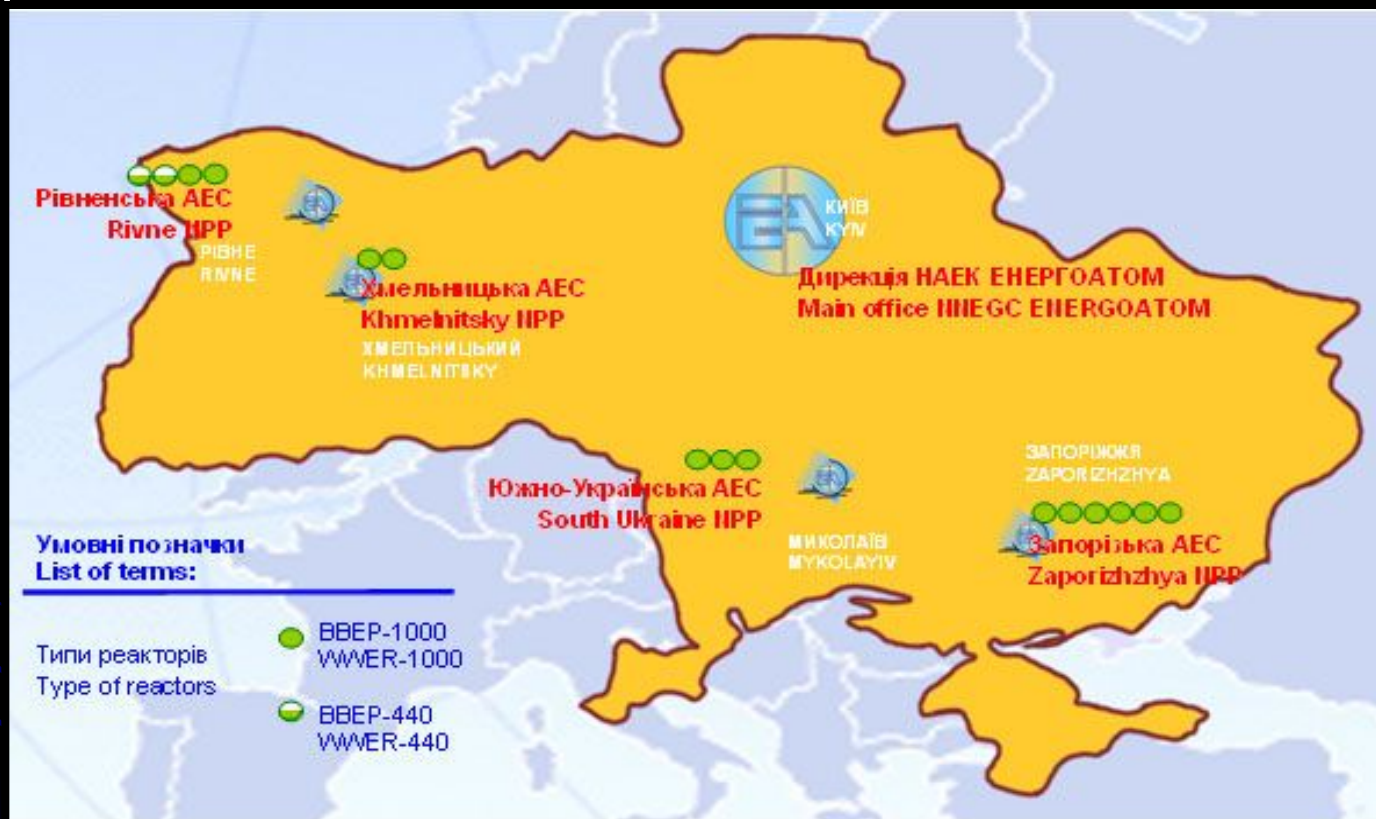 Рівненська АЕС
Rivne NPP
РІВНЕ
RIVNE
Хмельницька АЕС
Khmelnitsky NPP
ХМЕЛЬНИЦЬКИЙ
KHMELNITSKY
КИЇВ
KYIV
Дирекція НАЕК ЕНЕРГОАТОМ
Main office NNEGC ENERGOATOM
Южно-Українська АЕС
South Ukraine NPP
МИКОЛАЇВ
MYKOLAYIV
ЗАПОРІЖЖЯ
ZAPORIZHZHYA
Запорізька АЕС
Zaporizhzhya NPP
Умовні позначки
List of terms:
Типи реакторів
Type of reactors
ВВЕР-1000
WWER-1000
ВВЕР-440
WWER-440